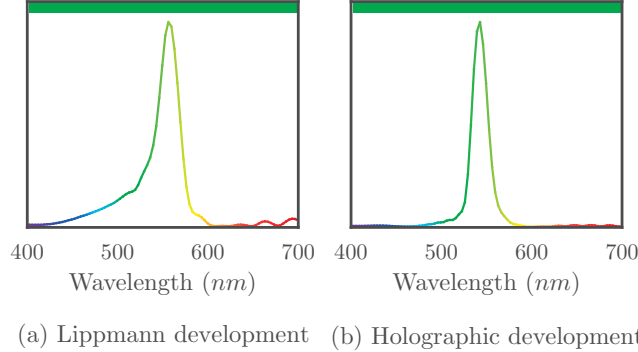 400 500 600 700 400 500 600 700
Wavelength (nm) Wavelength (nm)
(a) Lippmann development (b) Holographic development